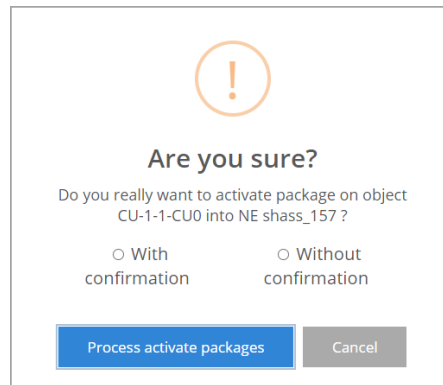 !
Are you sure?
Do you really want to activate package on object
CU-1-1-CU0 into NE shass_157 ?
With Without
confirmation confirmation
Process activate packages Cancel